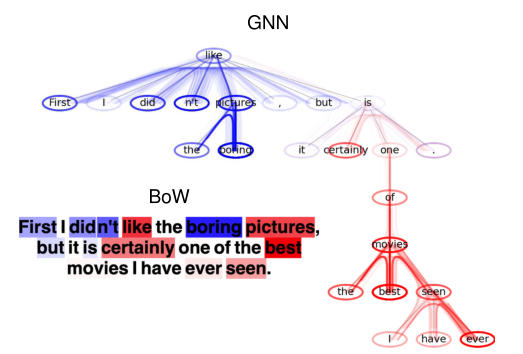 GNN
like
First I did n't pictures , but is
the boring it certainly one .
BoW
of
First I didn't like the boring pictures,
but it is certainly one of the best
movies I have ever seen.
movies
the best seen
I have ever